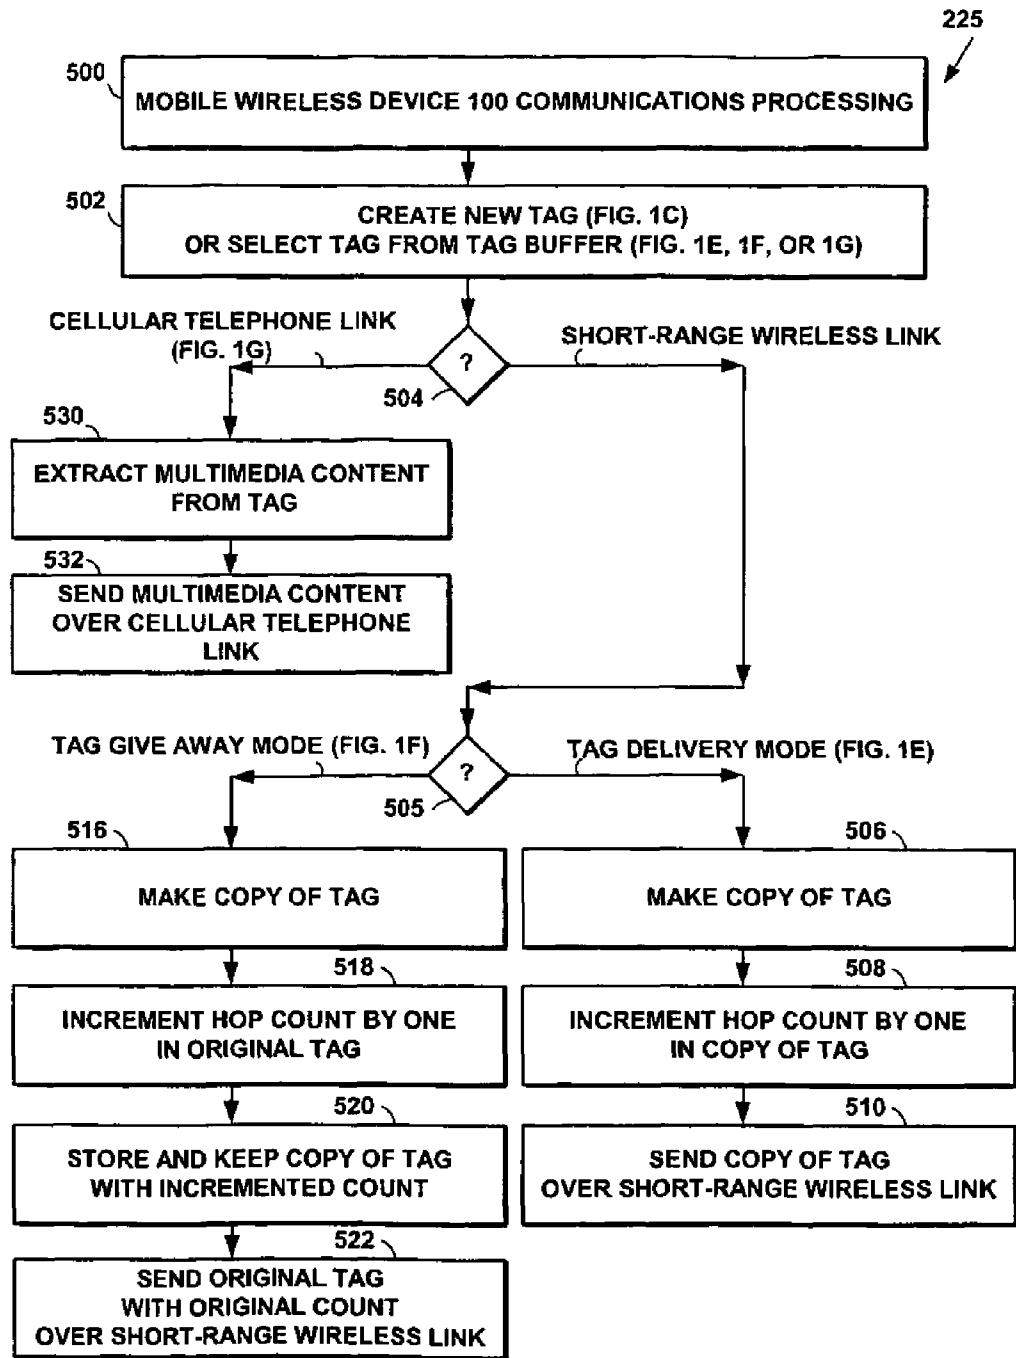 225
500
MOBILE WIRELESS DEVICE 100 COMMUNICATIONS PROCESSING
502
CREATE NEW TAG (FIG. 1C)
OR SELECT TAG FROM TAG BUFFER (FIG. 1E, 1F, OR 1G)
CELLULAR TELEPHONE LINK
(FIG. 1G)
SHORT-RANGE WIRELESS LINK
?
504
530
EXTRACT MULTIMEDIA CONTENT
FROM TAG
532
SEND MULTIMEDIA CONTENT
OVER CELLULAR TELEPHONE
LINK
TAG GIVE AWAY MODE (FIG. 1F)
TAG DELIVERY MODE (FIG. 1E)
?
505
516
MAKE COPY OF TAG
506
MAKE COPY OF TAG
518
INCREMENT HOP COUNT BY ONE
IN ORIGINAL TAG
508
INCREMENT HOP COUNT BY ONE
IN COPY OF TAG
520
STORE AND KEEP COPY OF TAG
WITH INCREMENTED COUNT
510
SEND COPY OF TAG
OVER SHORT-RANGE WIRELESS LINK
522
SEND ORIGINAL TAG
WITH ORIGINAL COUNT
OVER SHORT-RANGE WIRELESS LINK